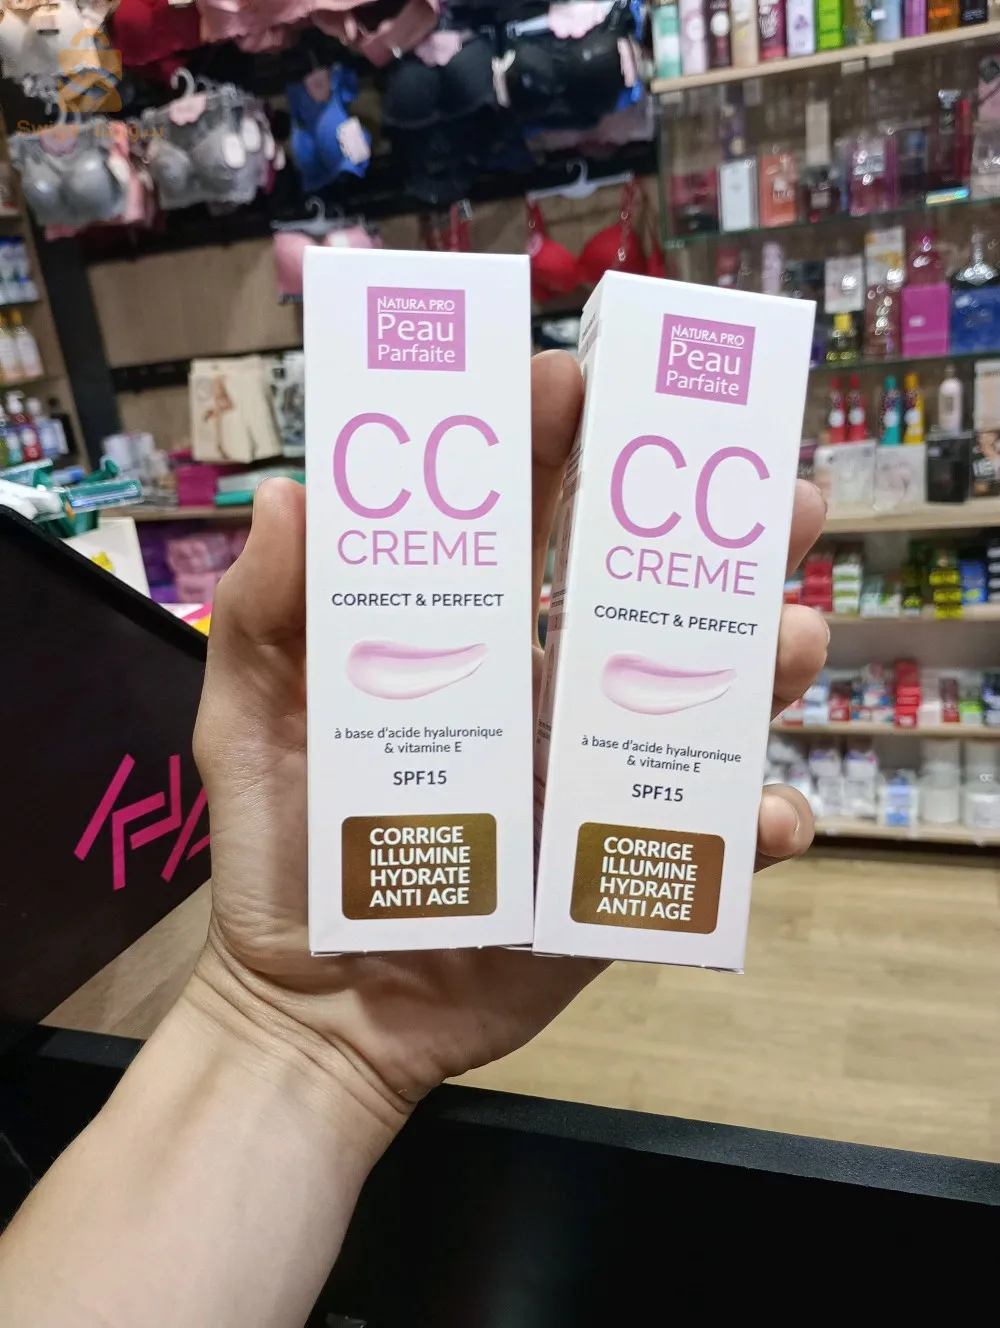 NATURA PRO
Peau
Parfaite
CC
CREME
CORRECT & PERFECT
à base d'acide hyaluronique
& vitamine E
SPF15
CORRIGE
ILLUMINE
HYDRATE
ANTI AGE
NATURA PRO
Peau
Parfaite
CC
CREME
CORRECT & PERFECT
à base d'acide hyaluronique
& vitamine E
SPF15
CORRIGE
ILLUMINE
HYDRATE
ANTI AGE